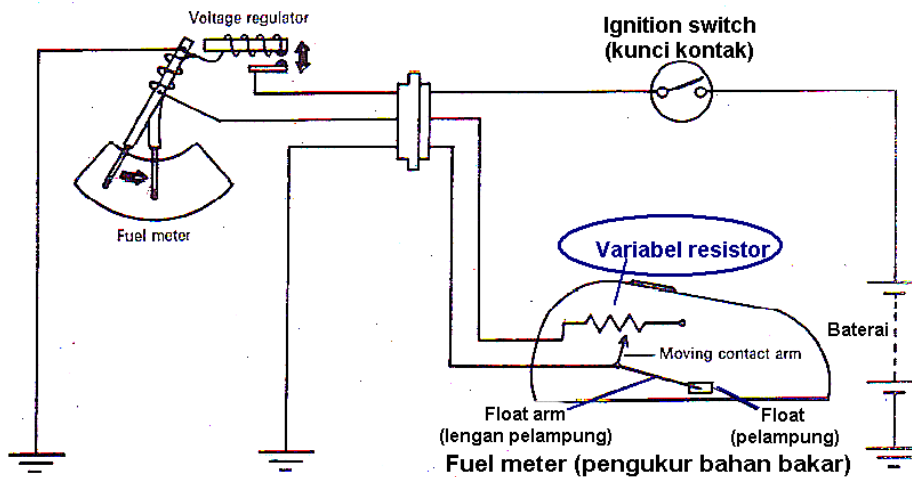 Voltage regulator
Ignition switch
(kunci kontak)
Fuel meter
Variabel resistor
Baterai
Moving contact arm
Float arm
(lengan pelampung)
Float
(pelampung)
Fuel meter (pengukur bahan bakar)